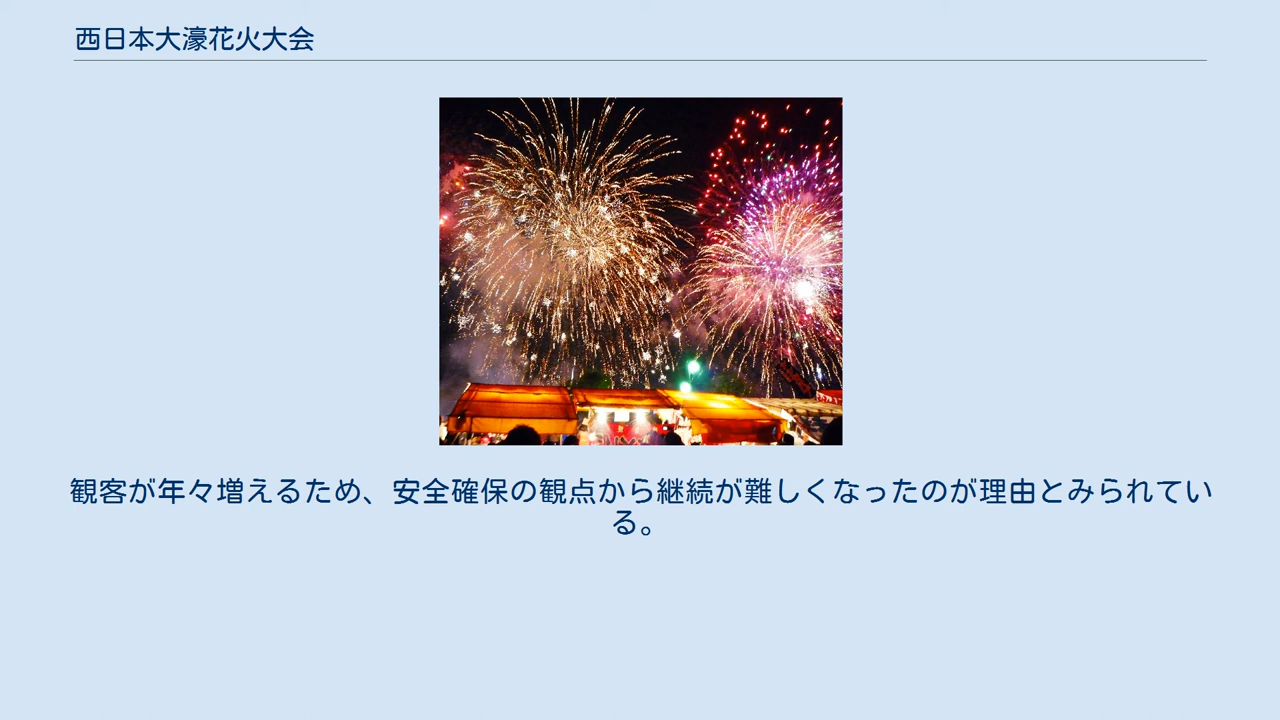 西日本大濠花火大会
観客が年々増えるため、安全確保の観点から継続が難しくなったのが理由とみられてい
る。